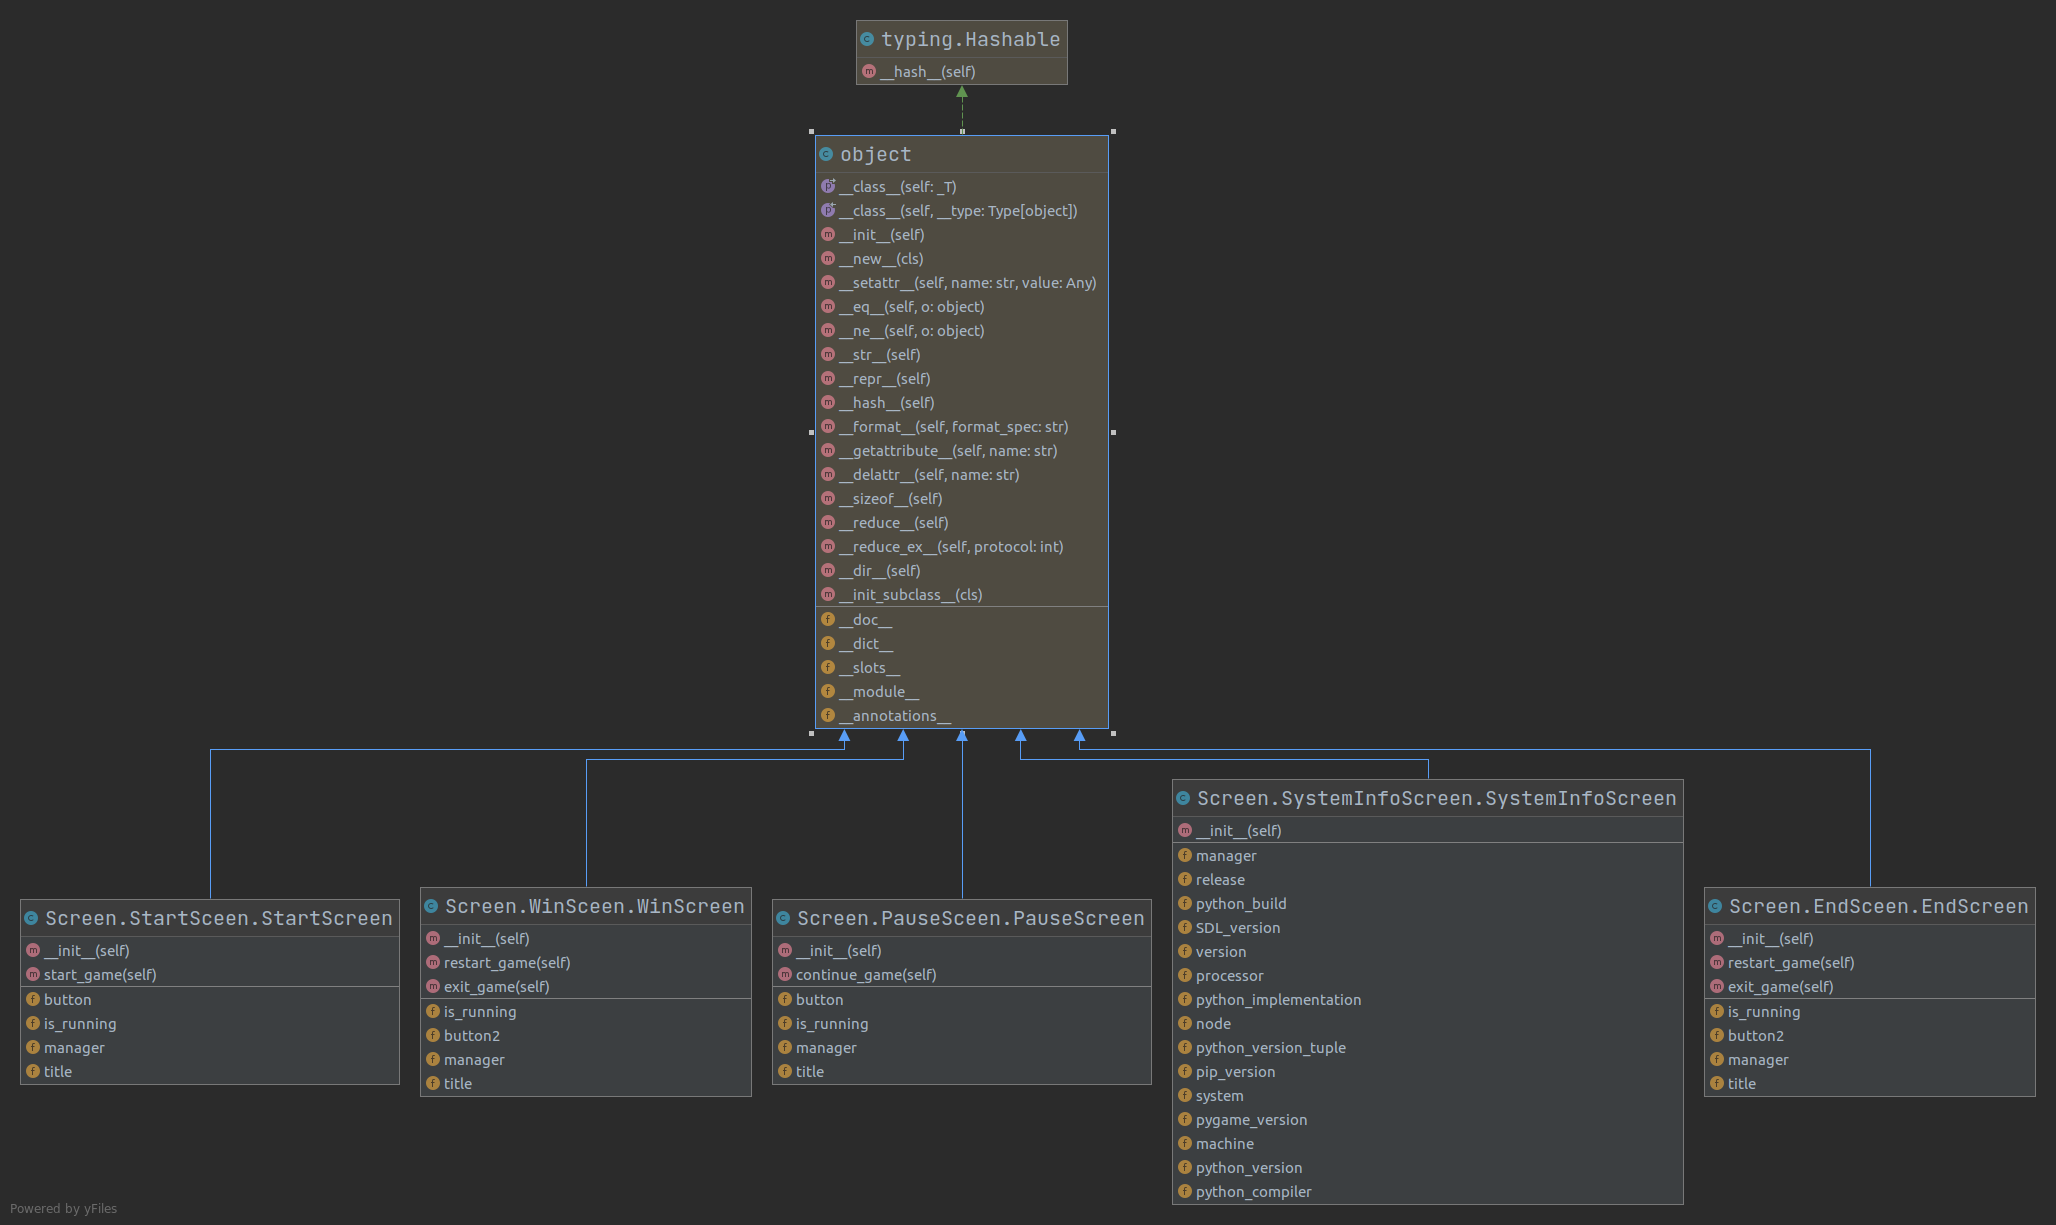 typing.Hashable
__hash__(self)
object
__class__(self: _T)
__class__(self, __type: Type[object])
__init__(self)
__new__(cls)
__setattr__(self, name: str, value: Any)
__eq__(self, o: object)
__ne__(self, o: object)
__str__(self)
__repr__(self)
__hash__(self)
__format__(self, format_spec: str)
__getattribute__(self, name: str)
__delattr__(self, name: str)
__sizeof__(self)
__reduce__(self)
__reduce_ex__(self, protocol: int)
__dir__(self)
__init_subclass__(cls)
__doc__
__dict__
__slots__
__module__
__annotations__
Screen.StartSceen.StartScreen
__init__(self)
start_game(self)
button
is_running
manager
title
Screen.WinSceen.WinScreen
__init__(self)
restart_game(self)
exit_game(self)
is_running
button2
manager
title
Screen.PauseSceen.PauseScreen
__init__(self)
continue_game(self)
button
is_running
manager
title
Screen.SystemInfoScreen.SystemInfoScreen
__init__(self)
manager
release
python_build
SDL_version
version
processor
python_implementation
node
python_version_tuple
pip_version
system
pygame_version
machine
python_version
python_compiler
Screen.EndSceen.EndScreen
__init__(self)
restart_game(self)
exit_game(self)
is_running
button2
manager
title
Powered by yFiles